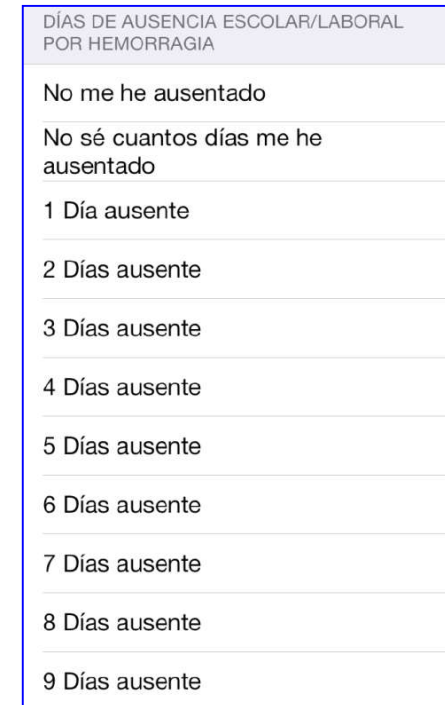 DÍAS DE AUSENCIA ESCOLAR/LABORAL
POR HEMORRAGIA
No me he ausentado
No sé cuantos días me he
ausentado
1 Día ausente
2 Días ausente
3 Días ausente
4 Días ausente
5 Días ausente
6 Días ausente
7 Días ausente
8 Días ausente
9 Días ausente